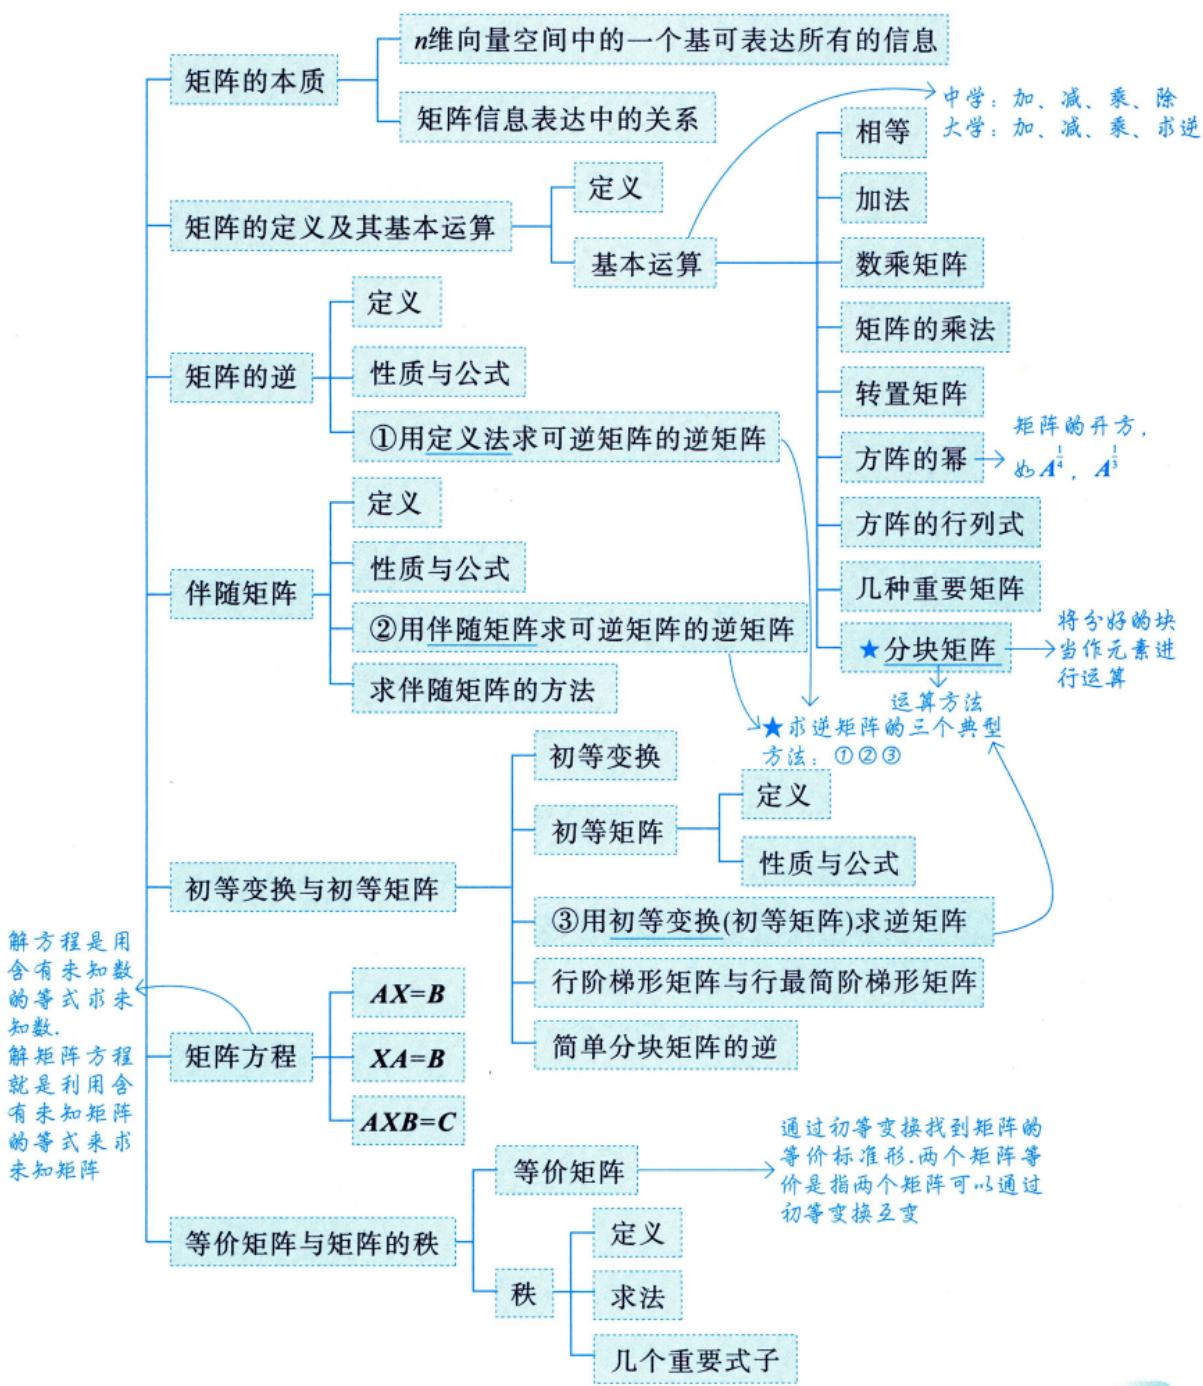 n维向量空间中的一个基可表达所有的信息
矩阵的本质
矩阵信息表达中的关系
中学：加、减、乘、除
大学：加、减、乘、求逆
矩阵的定义及其基本运算
定义
基本运算
相等
加法
数乘矩阵
矩阵的乘法
转置矩阵
方阵的幂
矩阵的开方，
如A^{\frac{1}{4}}，A^{\frac{1}{3}}
方阵的行列式
几种重要矩阵
★分块矩阵
将分好的块
当作元素进
行运算
运算方法
矩阵的逆
定义
性质与公式
①用定义法求可逆矩阵的逆矩阵
伴随矩阵
定义
性质与公式
②用伴随矩阵求可逆矩阵的逆矩阵
求伴随矩阵的方法
★求逆矩阵的三个典型
方法：①②③
初等变换与初等矩阵
初等变换
初等矩阵
定义
性质与公式
③用初等变换(初等矩阵)求逆矩阵
行阶梯形矩阵与行最简阶梯形矩阵
简单分块矩阵的逆
解方程是用
含有未知数
的等式求未
知数.
解矩阵方程
就是利用含
有未知矩阵
的等式来求
未知矩阵
矩阵方程
AX=B
XA=B
AXB=C
等价矩阵与矩阵的秩
等价矩阵
通过初等变换找到矩阵的
等价标准形.两个矩阵等
价是指两个矩阵可以通过
初等变换互变
秩
定义
求法
几个重要式子